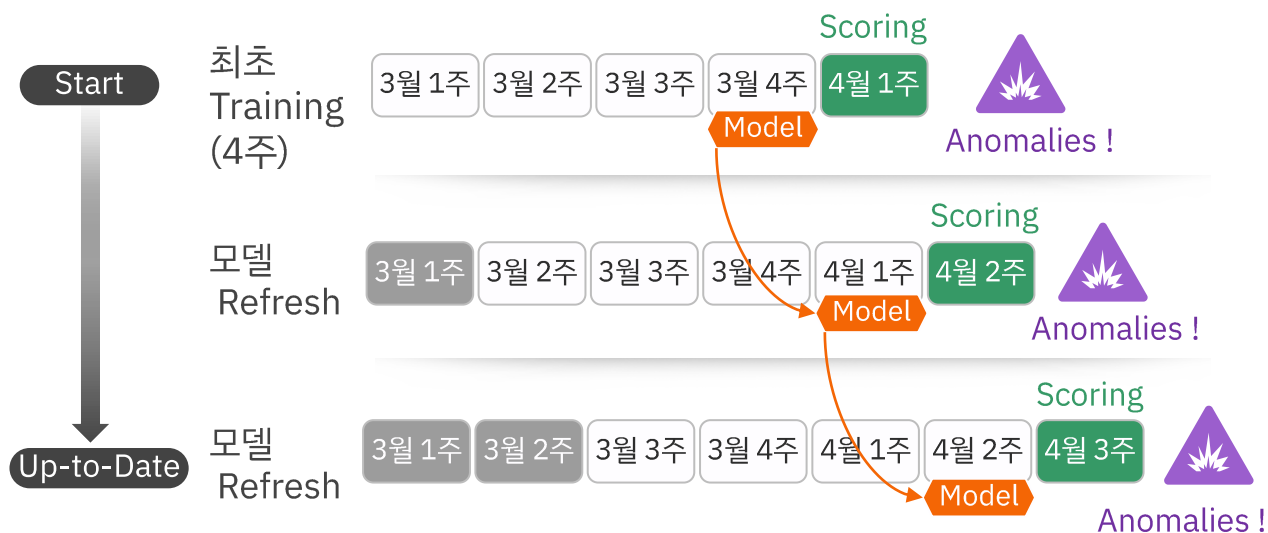 Start
최초
Training
(4주)
3월 1주 3월 2주 3월 3주 3월 4주 4월 1주
Scoring
Model
Anomalies !
모델
Refresh
3월 1주 3월 2주 3월 3주 3월 4주 4월 1주 4월 2주
Scoring
Model
Anomalies !
Up-to-Date
모델
Refresh
3월 1주 3월 2주 3월 3주 3월 4주 4월 1주 4월 2주 4월 3주
Scoring
Model
Anomalies !